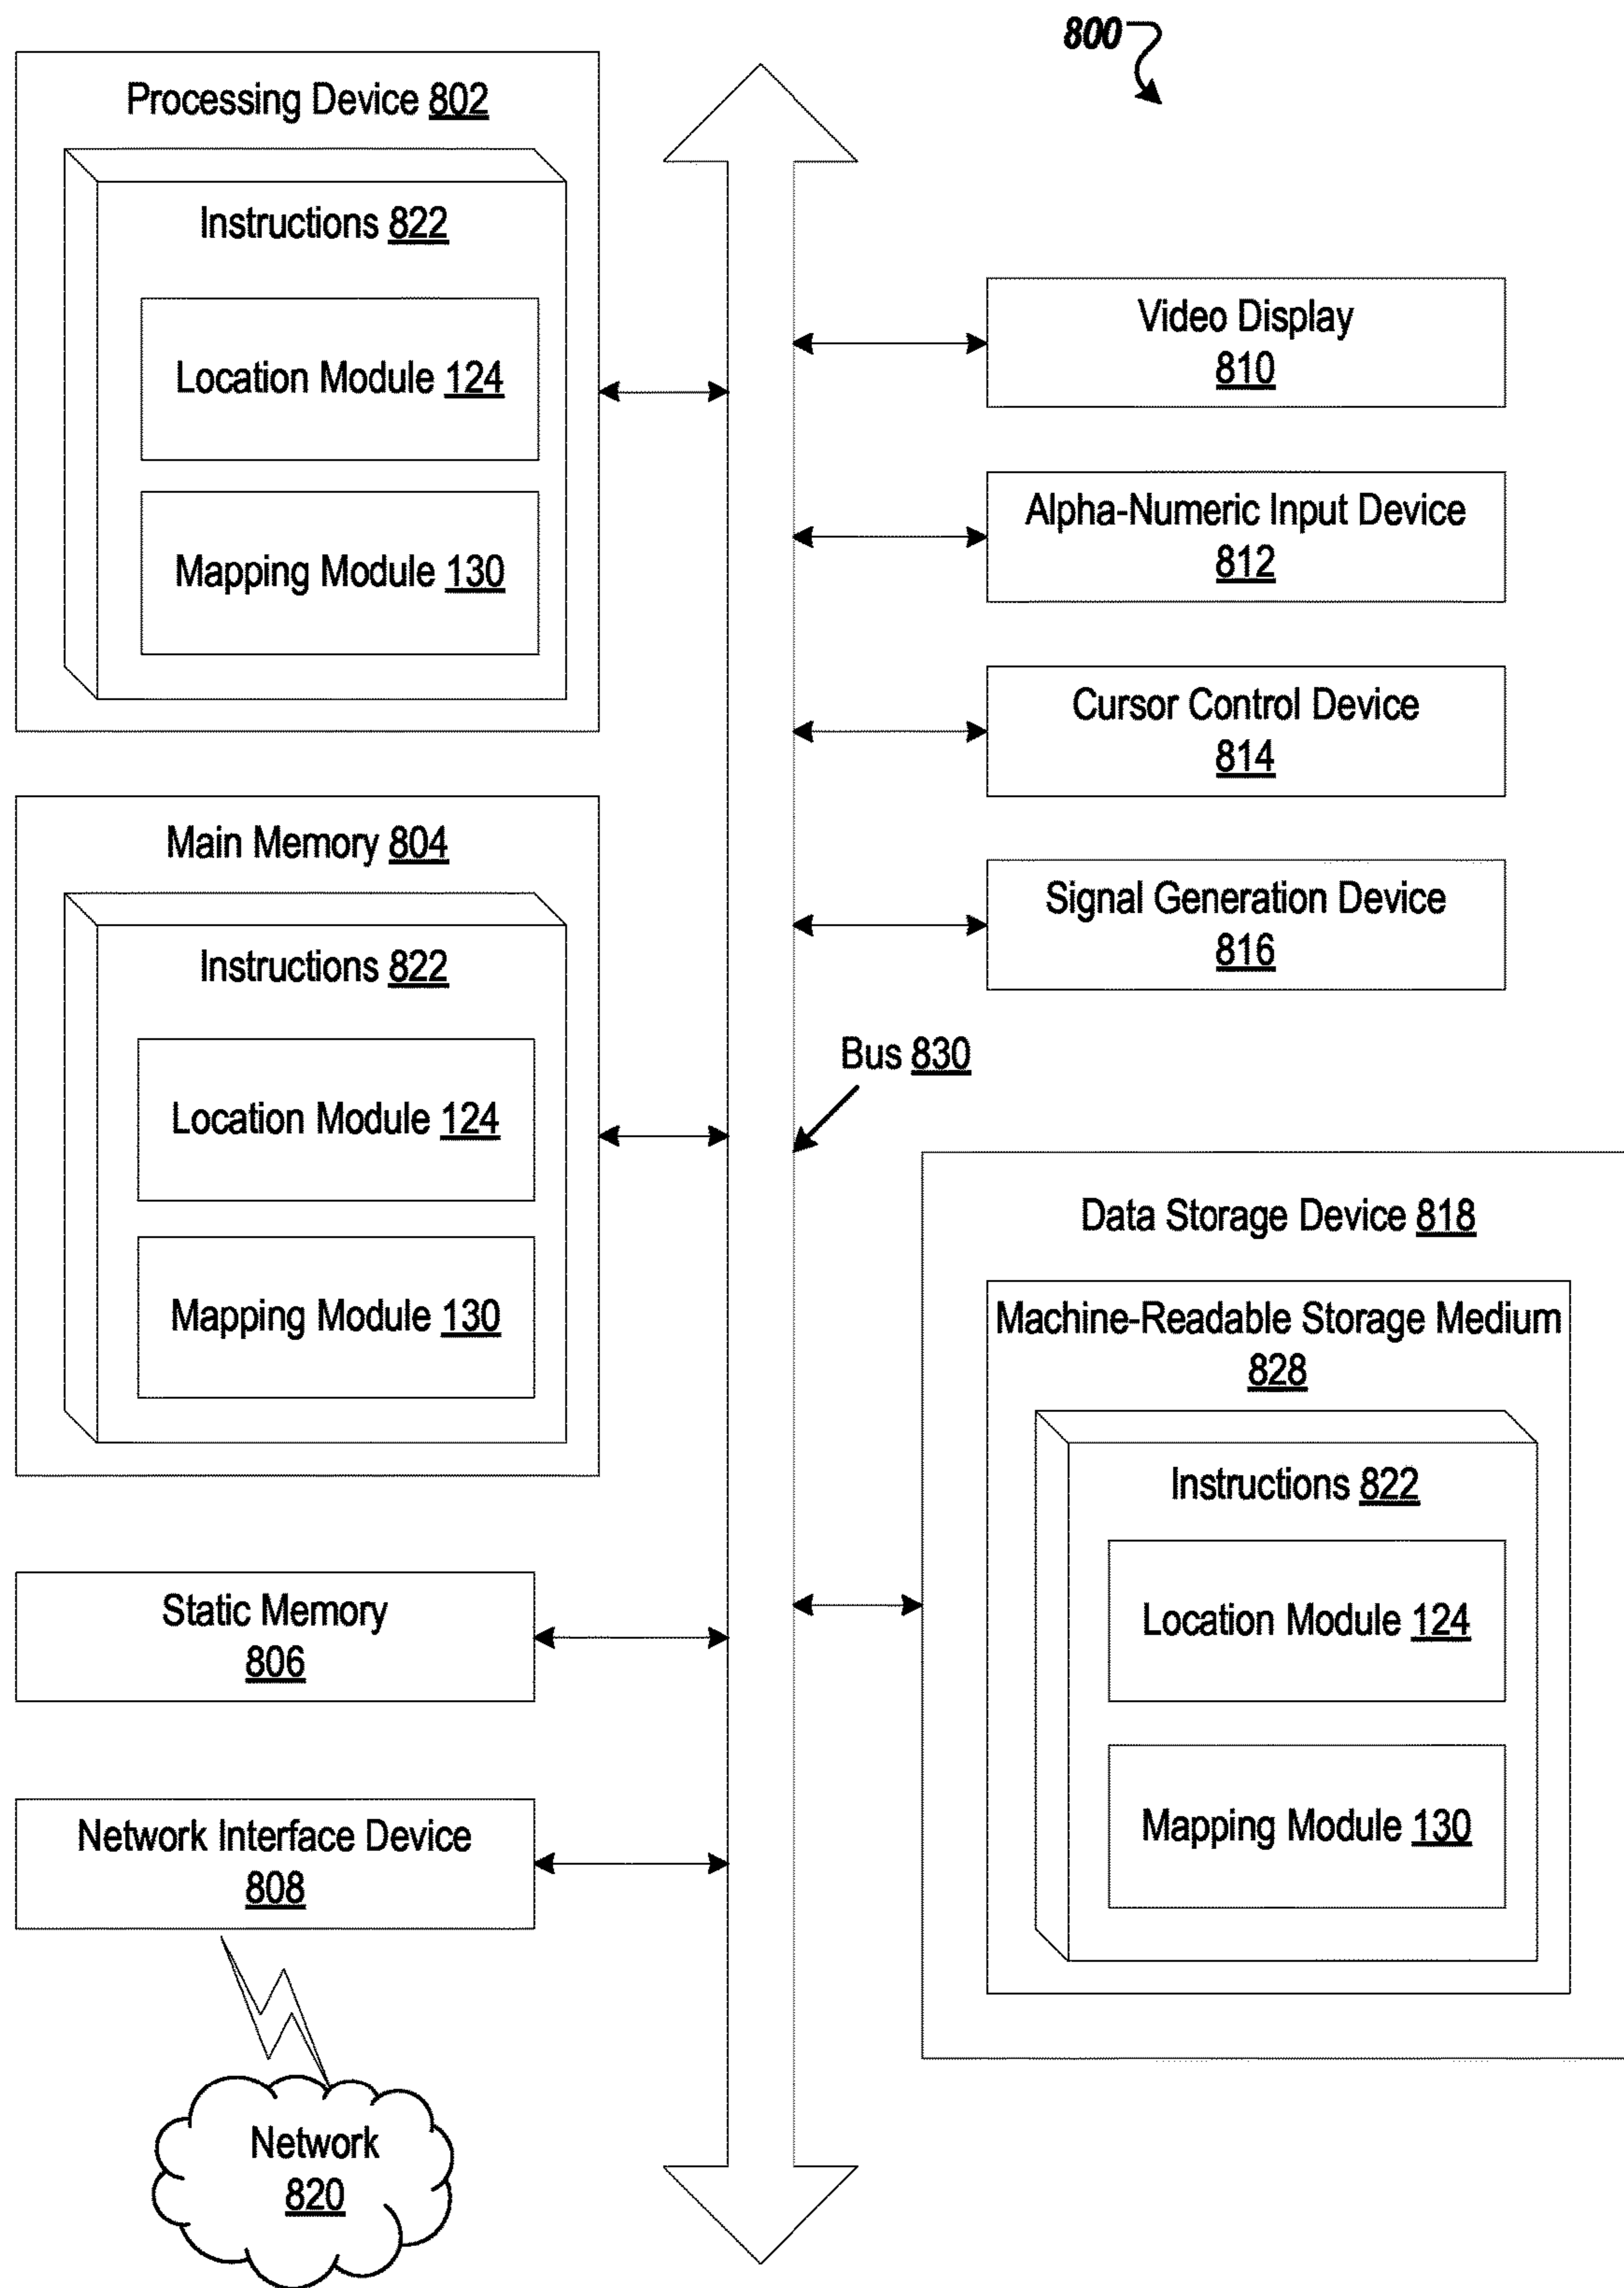 800
Processing Device 802
Instructions 822
Location Module 124
Mapping Module 130
Main Memory 804
Instructions 822
Location Module 124
Mapping Module 130
Static Memory
806
Network Interface Device
808
Network
820
Video Display
810
Alpha-Numeric Input Device
812
Cursor Control Device
814
Signal Generation Device
816
Bus 830
Data Storage Device 818
Machine-Readable Storage Medium
828
Instructions 822
Location Module 124
Mapping Module 130